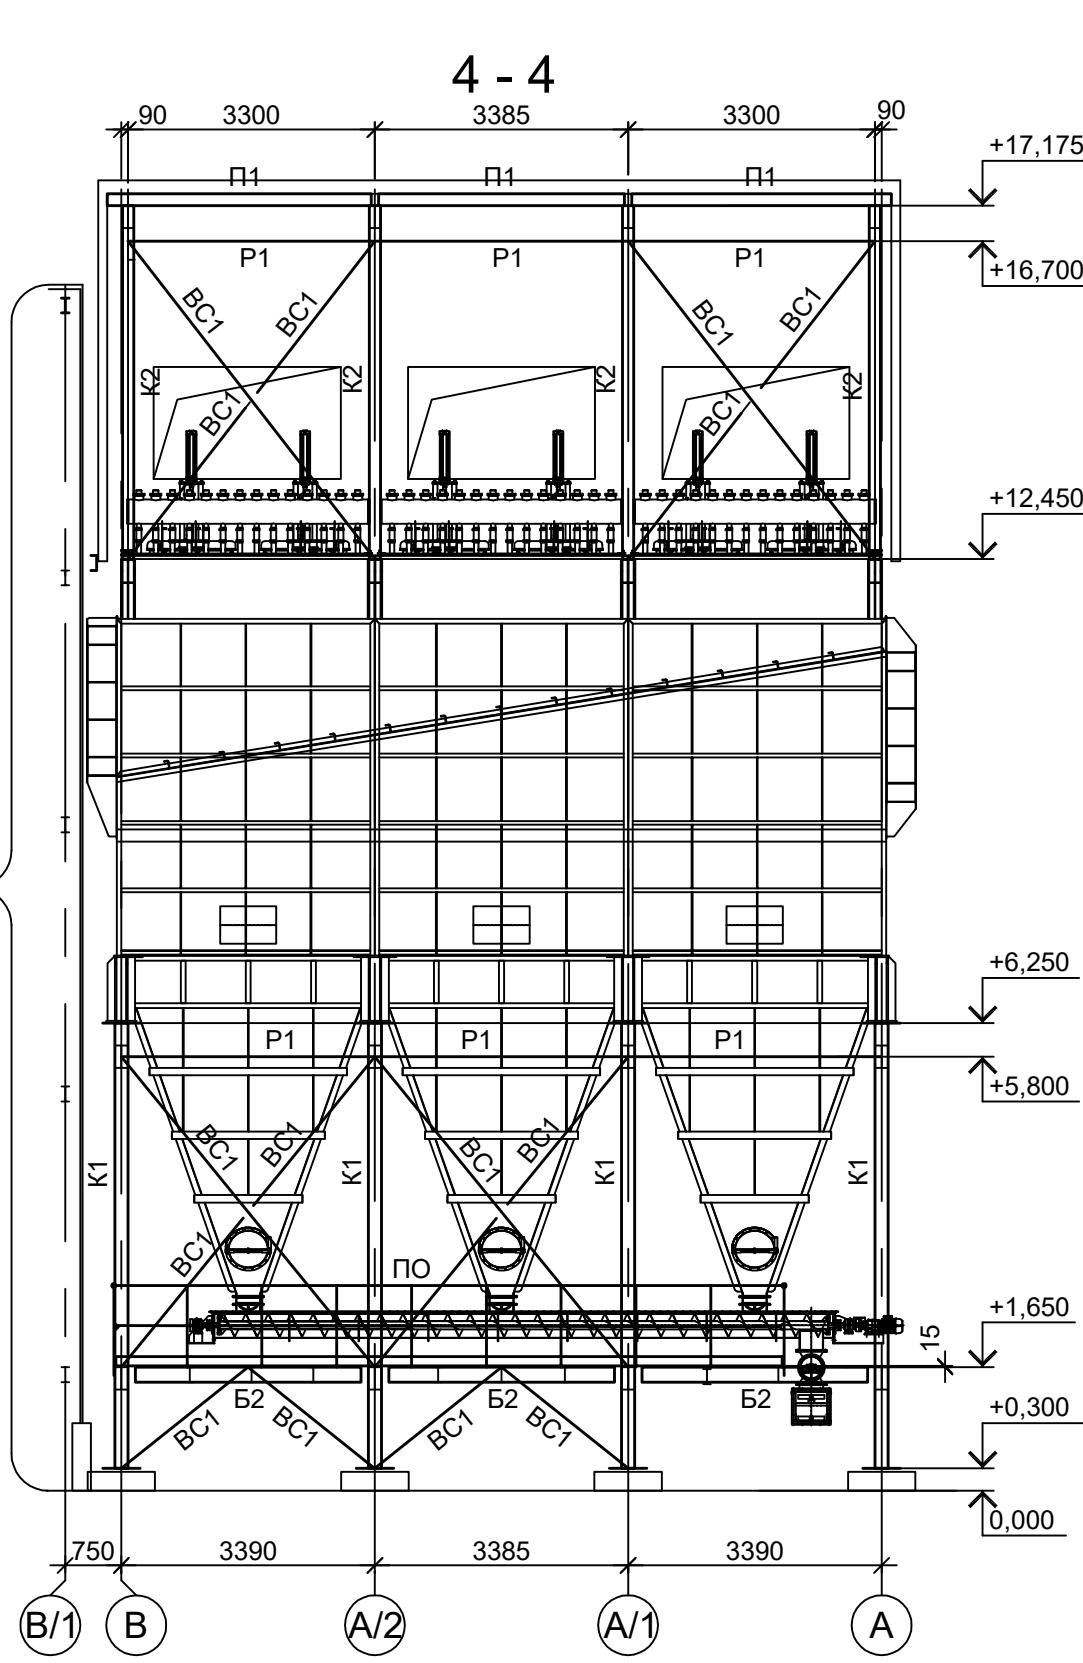 4 - 4
90 3300 3385 3300 90
+17,175
П1 П1 П1
Р1 Р1 Р1
+16,700
ВС1 ВС1 ВС1 ВС1
К2 К2 К2 К2
ВС1 ВС1
+12,450
+6,250
Р1 Р1 Р1
+5,800
ВС1 ВС1 ВС1 ВС1
К1 К1 К1 К1
ВС1 ПО
+1,650
15
Б2 Б2 Б2
+0,300
ВС1 ВС1 ВС1 ВС1
0,000
750 3390 3385 3390
В/1 В А/2 А/1 А